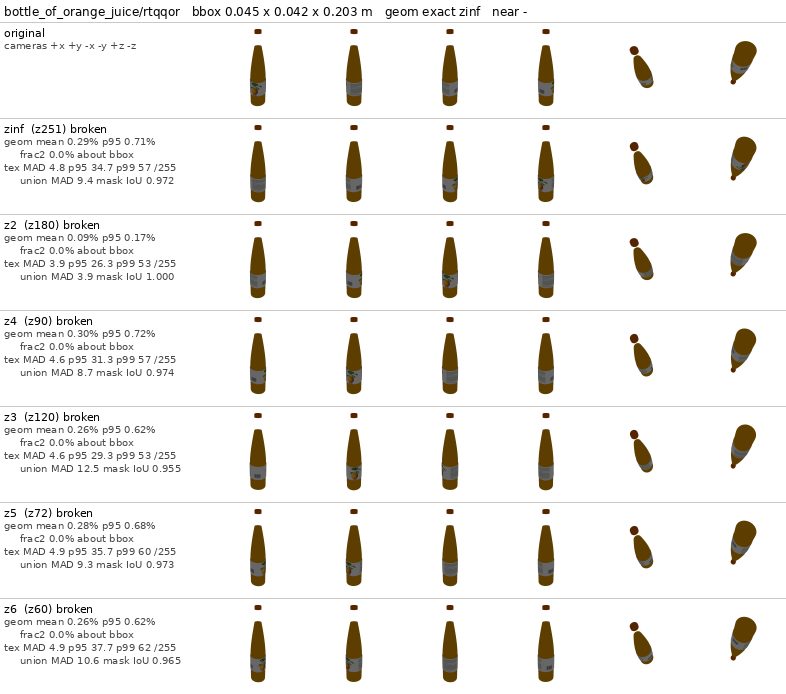 bottle_of_orange_juice/rtqqor bbox 0.045 x 0.042 x 0.203 m geom exact zinf near -
original
cameras +x +y -x -y +z -z
zinf (z251) broken
geom mean 0.29% p95 0.71%
frac2 0.0% about bbox
tex MAD 4.8 p95 34.7 p99 57 /255
union MAD 9.4 mask IoU 0.972
z2 (z180) broken
geom mean 0.09% p95 0.17%
frac2 0.0% about bbox
tex MAD 3.9 p95 26.3 p99 53 /255
union MAD 3.9 mask IoU 1.000
z4 (z90) broken
geom mean 0.30% p95 0.72%
frac2 0.0% about bbox
tex MAD 4.6 p95 31.3 p99 57 /255
union MAD 8.7 mask IoU 0.974
z3 (z120) broken
geom mean 0.26% p95 0.62%
frac2 0.0% about bbox
tex MAD 4.6 p95 29.3 p99 53 /255
union MAD 12.5 mask IoU 0.955
z5 (z72) broken
geom mean 0.28% p95 0.68%
frac2 0.0% about bbox
tex MAD 4.9 p95 35.7 p99 60 /255
union MAD 9.3 mask IoU 0.973
z6 (z60) broken
geom mean 0.26% p95 0.62%
frac2 0.0% about bbox
tex MAD 4.9 p95 37.7 p99 62 /255
union MAD 10.6 mask IoU 0.965